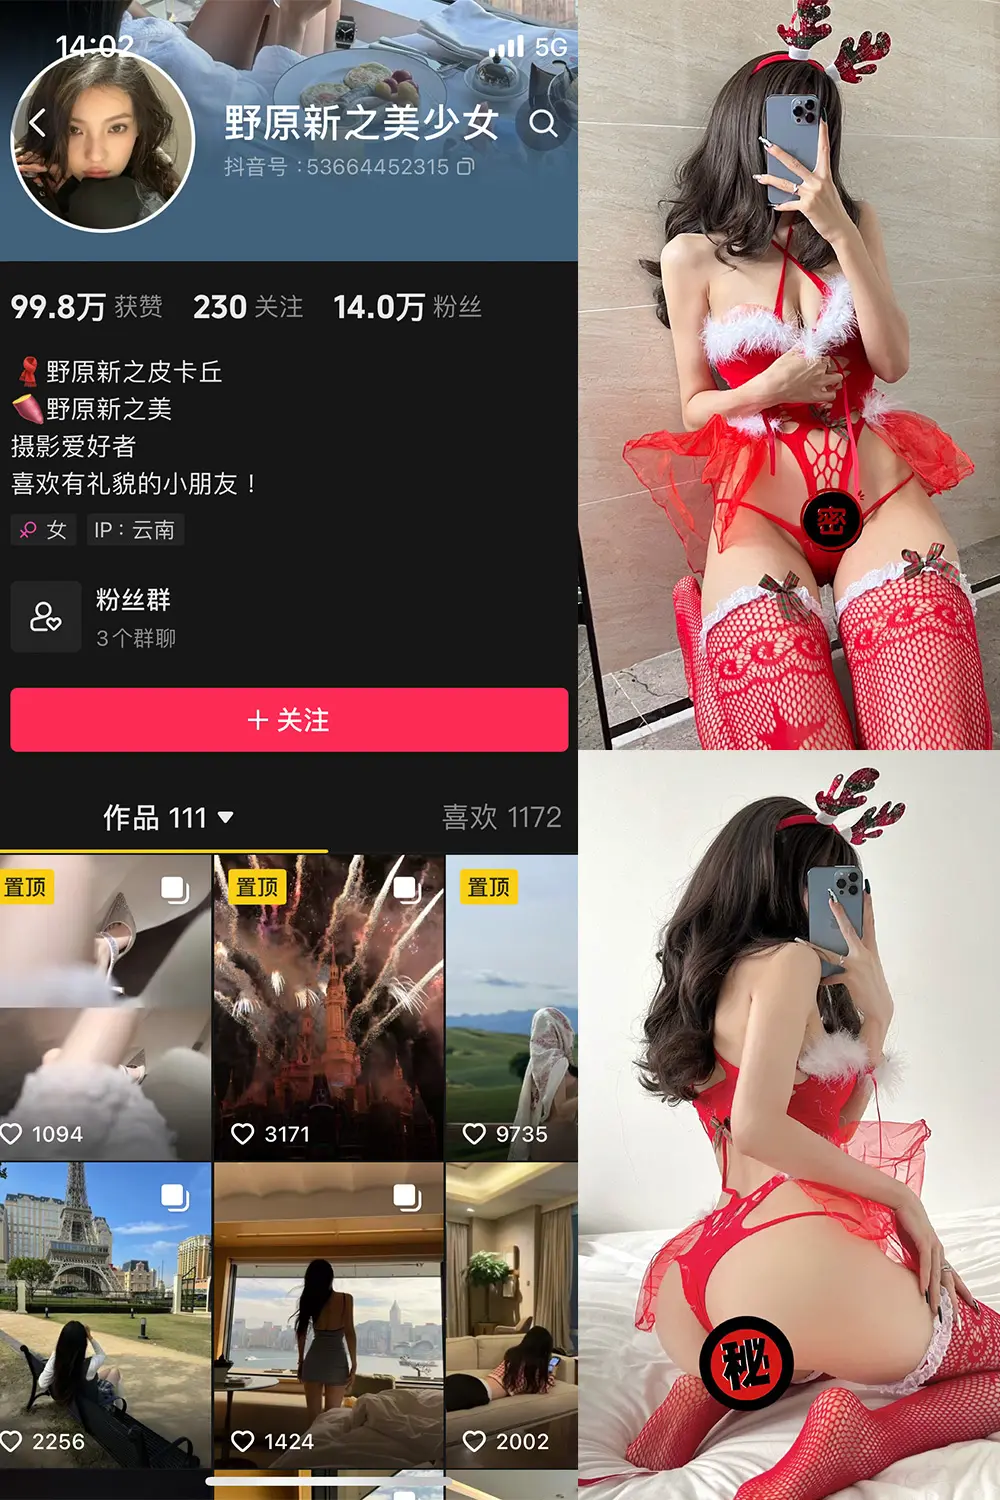 14:02
5G
野原新之美少女
抖音号：53664452315
99.8万 获赞 230 关注 14.0万 粉丝
🧣野原新之皮卡丘
🍠野原新之美
摄影爱好者
喜欢有礼貌的小朋友！
女 IP：云南
粉丝群
3个群聊
＋关注
作品 111 喜欢 1172
置顶 置顶 置顶
1094 3171 9735
2256 1424 2002
密
秘